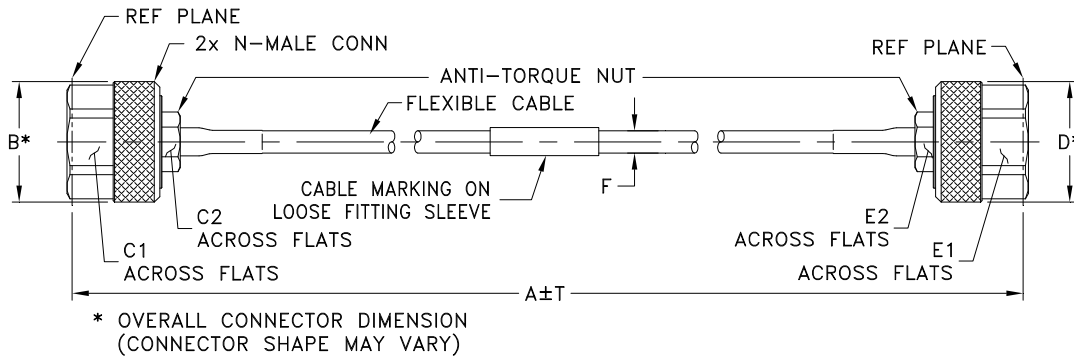 REF PLANE
2x N-MALE CONN
REF PLANE
ANTI-TORQUE NUT
FLEXIBLE CABLE
B*
D*
F
CABLE MARKING ON
LOOSE FITTING SLEEVE
C2
ACROSS FLATS
E2
ACROSS FLATS
C1
ACROSS FLATS
E1
ACROSS FLATS
A±T
* OVERALL CONNECTOR DIMENSION
(CONNECTOR SHAPE MAY VARY)